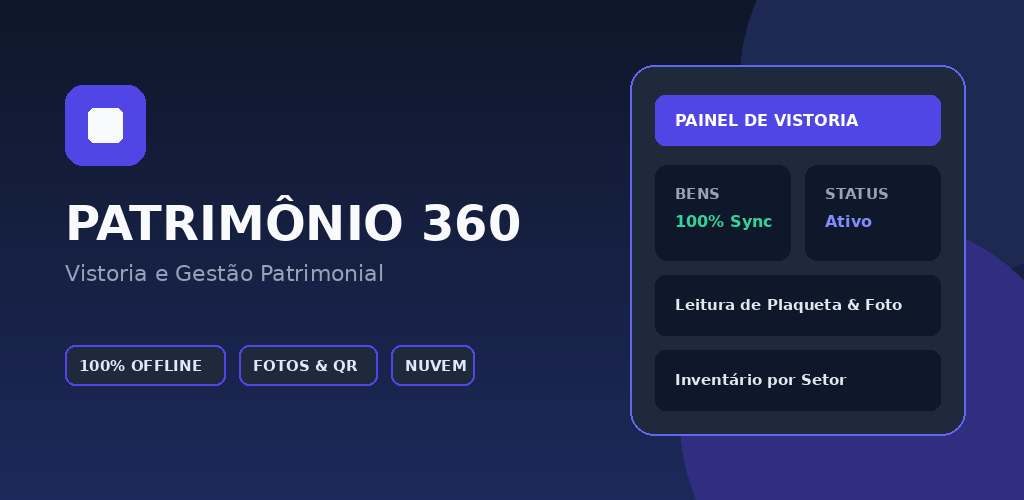 PATRIMÔNIO 360
Vistoria e Gestão Patrimonial
100% OFFLINE
FOTOS & QR
NUVEM
PAINEL DE VISTORIA
BENS
100% Sync
STATUS
Ativo
Leitura de Plaqueta & Foto
Inventário por Setor